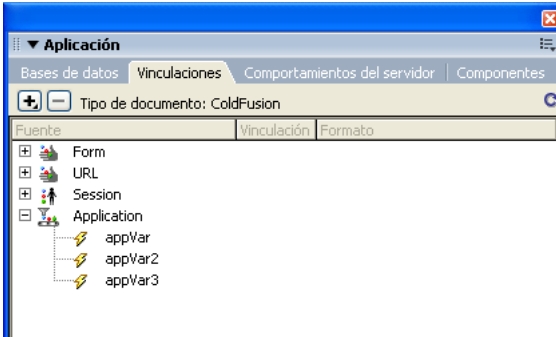 Aplicación
Bases de datos Vinculaciones Comportamientos del servidor Componentes
Tipo de documento: ColdFusion
Fuente Vinculación Formato
Form
URL
Session
Application
appVar
appVar2
appVar3